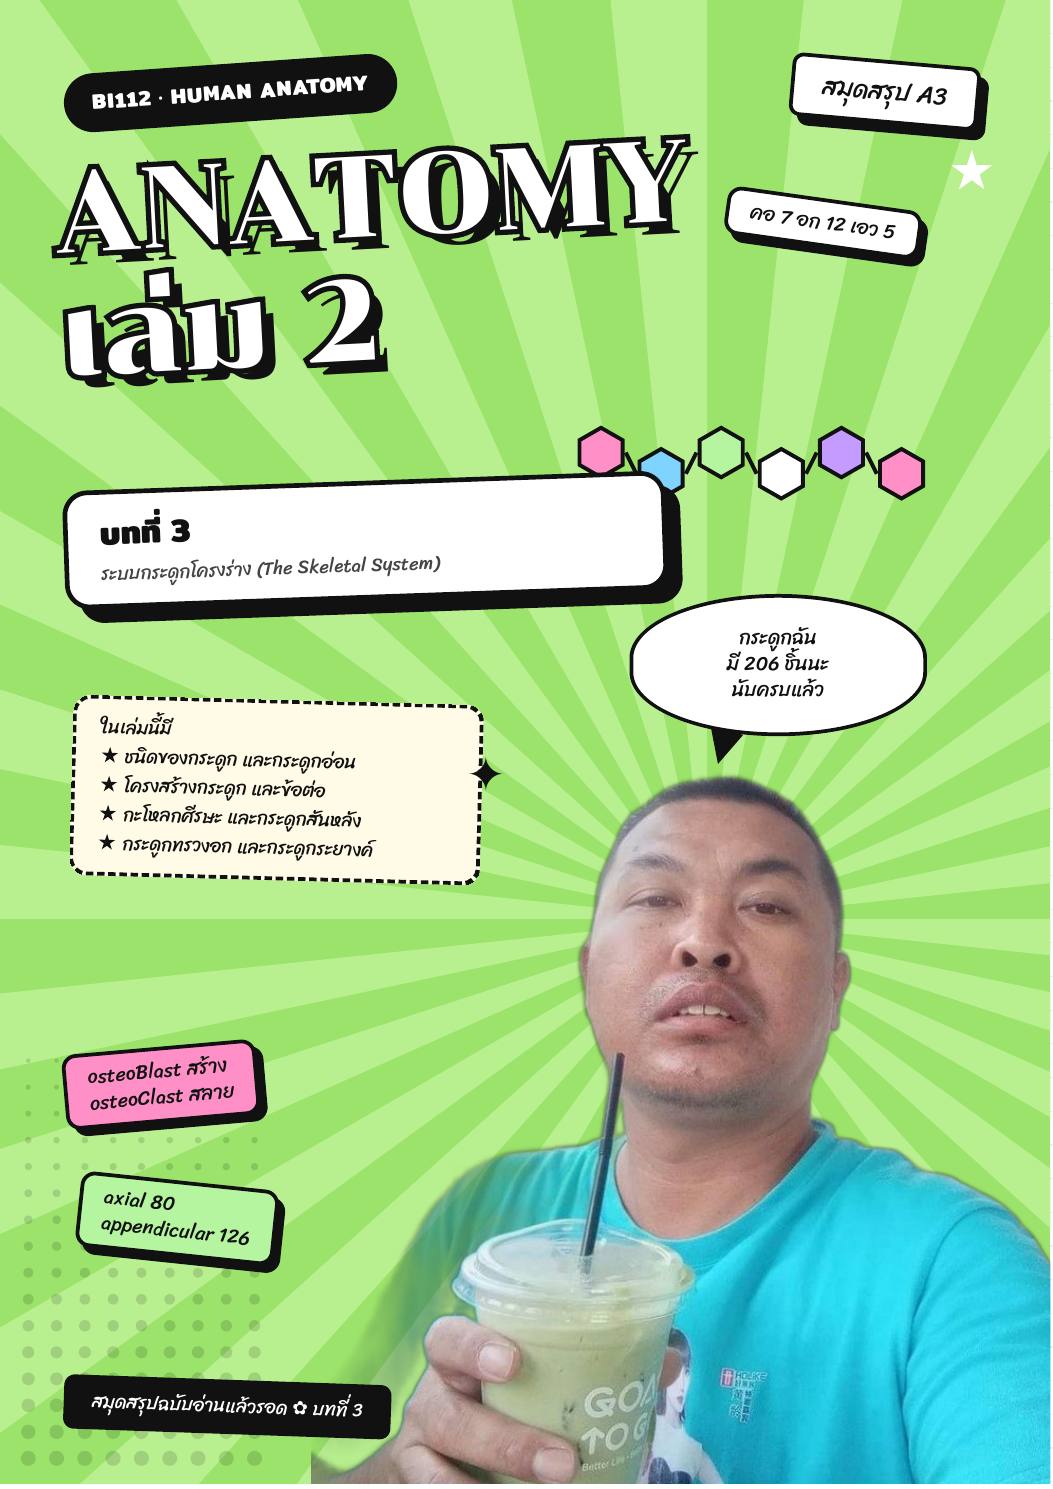 BI112 · HUMAN ANATOMY
สมุดสรุป A3
ANATOMY
คอ 7 อก 12 เอว 5
เล่ม 2
บทที่ 3
ระบบกระดูกโครงร่าง (The Skeletal System)
กระดูกฉัน
มี 206 ชิ้นนะ
นับครบแล้ว
ในเล่มนี้มี
★ ชนิดของกระดูก และกระดูกอ่อน
★ โครงสร้างกระดูก และข้อต่อ
★ กะโหลกศีรษะ และกระดูกสันหลัง
★ กระดูกทรวงอก และกระดูกระยางค์
osteoBlast สร้าง
osteoClast สลาย
axial 80
appendicular 126
สมุดสรุปฉบับอ่านแล้วรอด ✿ บทที่ 3
HOLIKE
TO G
Better Life